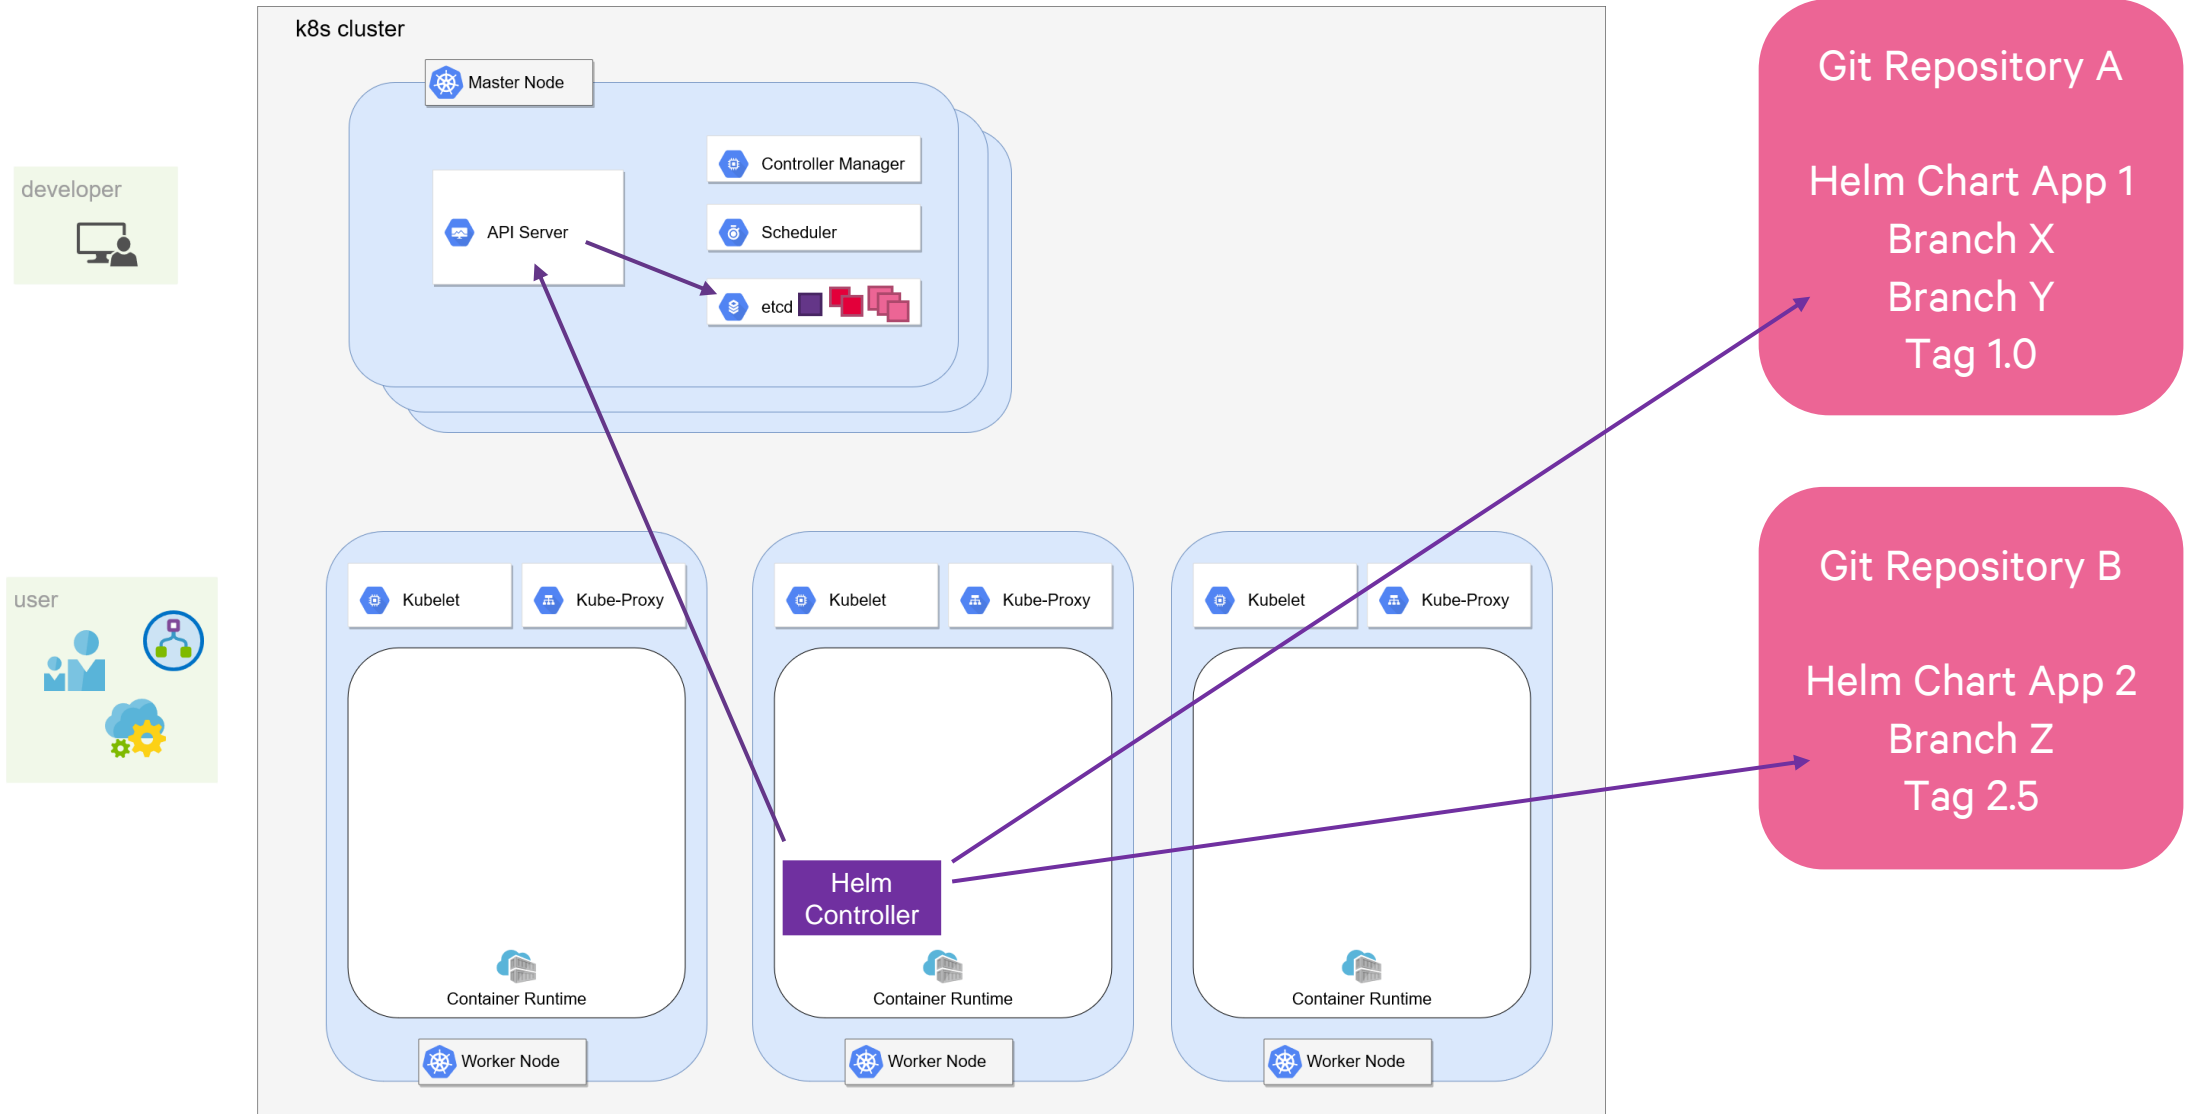 k8s cluster
Master Node
Controller Manager
API Server
Scheduler
etcd
developer
user
Kubelet
Kube-Proxy
Container Runtime
Worker Node
Kubelet
Kube-Proxy
Helm
Controller
Container Runtime
Worker Node
Kubelet
Kube-Proxy
Container Runtime
Worker Node
Git Repository A
Helm Chart App 1
Branch X
Branch Y
Tag 1.0
Git Repository B
Helm Chart App 2
Branch Z
Tag 2.5